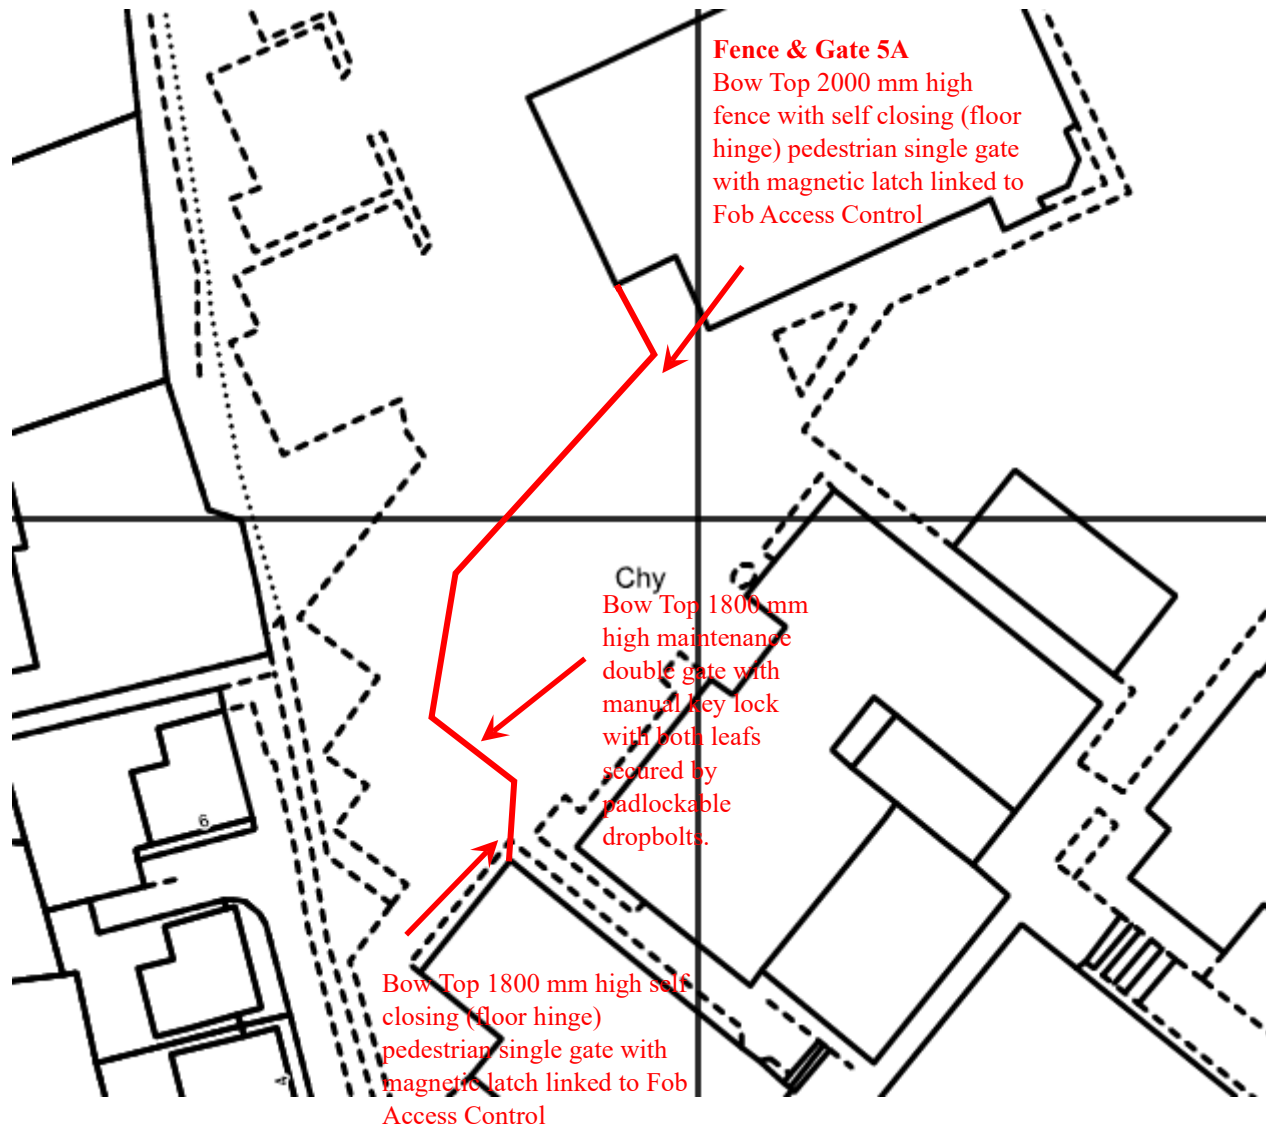 Fence & Gate 5A
Bow Top 2000 mm high
fence with self closing (floor
hinge) pedestrian single gate
with magnetic latch linked to
Fob Access Control
Chy
Bow Top 1800 mm
high maintenance
double gate with
manual key lock
with both leafs
secured by
padlockable
dropbolts.
6
Bow Top 1800 mm high self
closing (floor hinge)
pedestrian single gate with
magnetic latch linked to Fob
Access Control
4